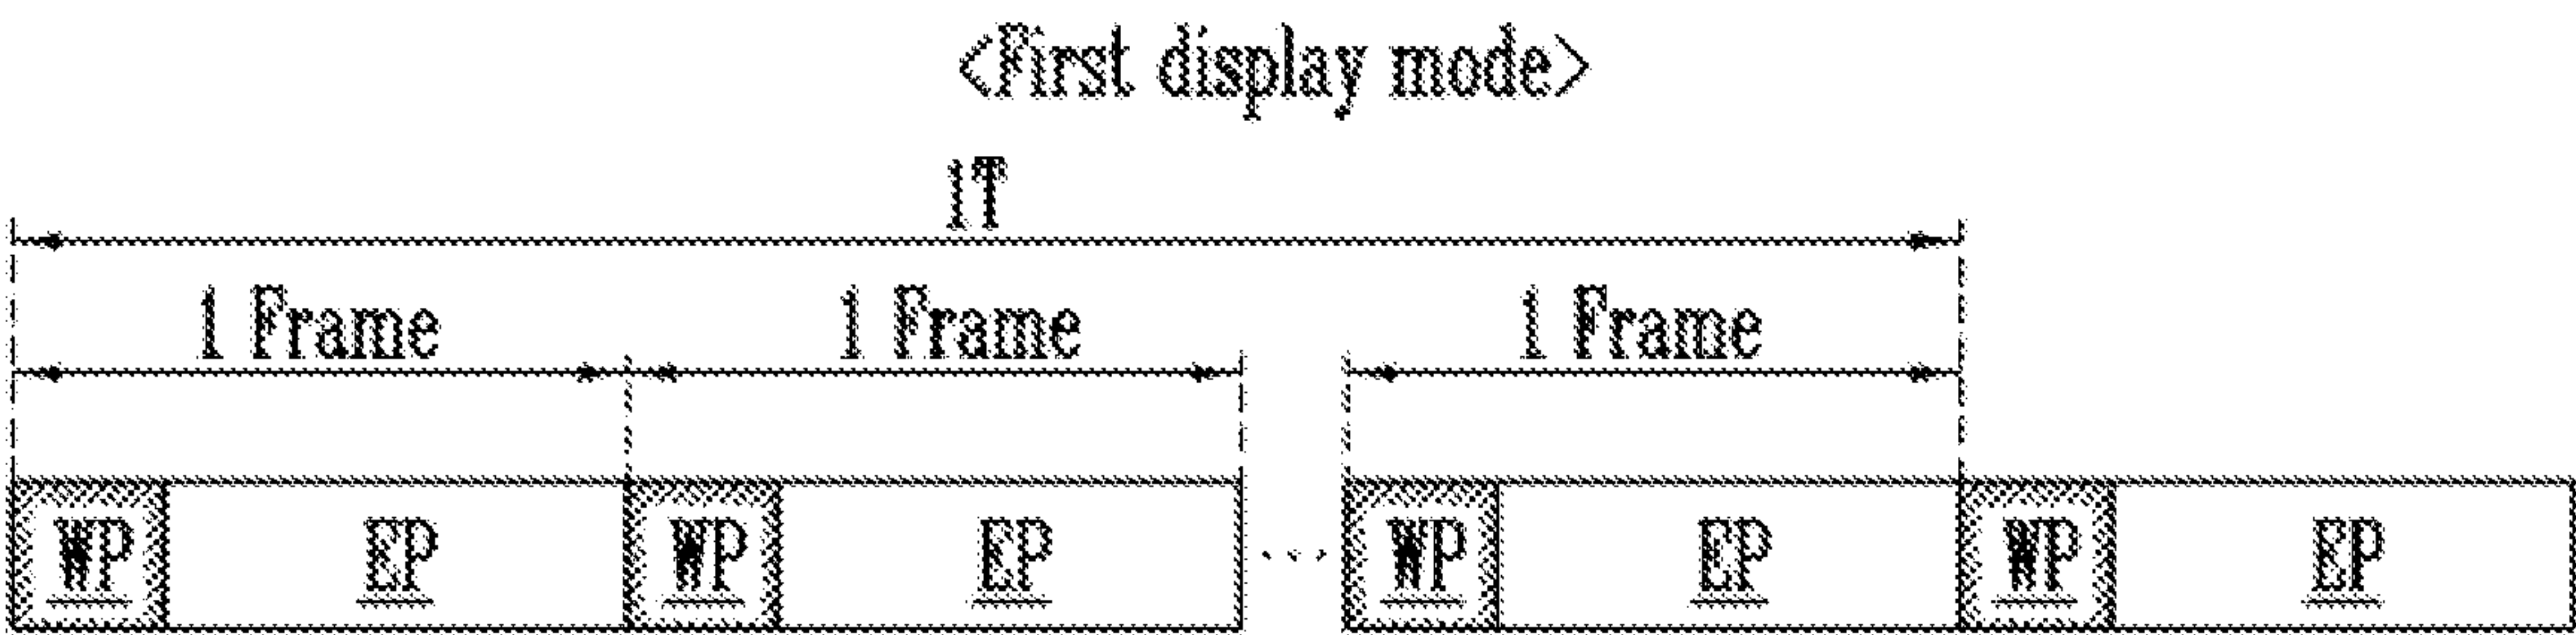 <First display mode>
1T
1 Frame 1 Frame 1 Frame
WP EP WP EP ... WP EP WP EP